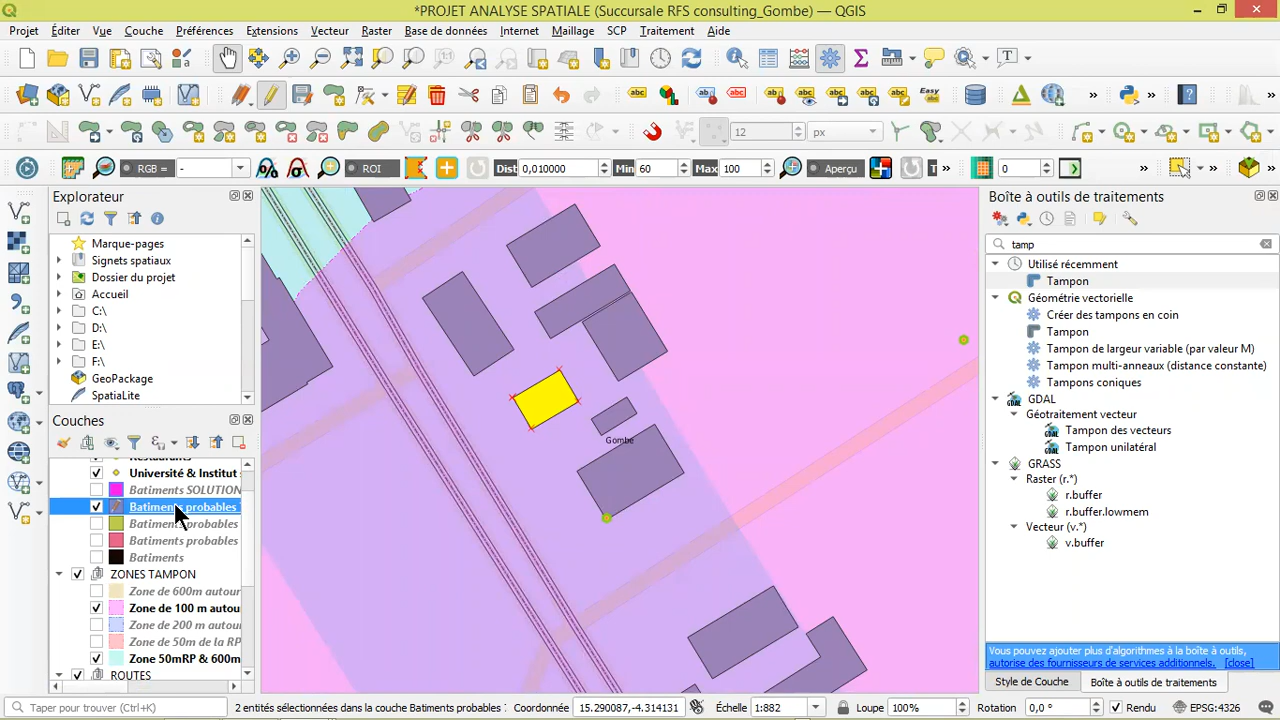 *PROJET ANALYSE SPATIALE (Succursale RFS consulting_Gombe) — QGIS
Projet Éditer Vue Couche Préférences Extensions Vecteur Raster Base de données Internet Maillage SCP Traitement Aide
abc abc abc abc abc abc abc Easy
12 px
RGB = - ROI Dist 0,010000 Min 60 Max 100 Aperçu T 0
Explorateur
Marque-pages
Signets spatiaux
Dossier du projet
Accueil
C:\
D:\
E:\
F:\
GeoPackage
SpatiaLite
Couches
Restaurants
Université & Institut
Batiments SOLUTION
Batiments probables
Batiments probables
Batiments probables
Batiments
ZONES TAMPON
Zone de 600m autour
Zone de 100 m autou
Zone de 200 m autou
Zone de 50m de la RP
Zone 50mRP & 600m
ROUTES
Gombe
Boîte à outils de traitements
tamp
Utilisé récemment
Tampon
Géométrie vectorielle
Créer des tampons en coin
Tampon
Tampon de largeur variable (par valeur M)
Tampon multi-anneaux (distance constante)
Tampons coniques
GDAL
Géotraitement vecteur
Tampon des vecteurs
Tampon unilatéral
GRASS
Raster (r.*)
r.buffer
r.buffer.lowmem
Vecteur (v.*)
v.buffer
Vous pouvez ajouter plus d'algorithmes à la boîte à outils,
autorise des fournisseurs de services additionnels. [close]
Style de Couche Boîte à outils de traitements
Taper pour trouver (Ctrl+K) 2 entités sélectionnées dans la couche Batiments probables Coordonnée 15.290087,-4.314131 Échelle 1:882 Loupe 100% Rotation 0,0 ° Rendu EPSG:4326